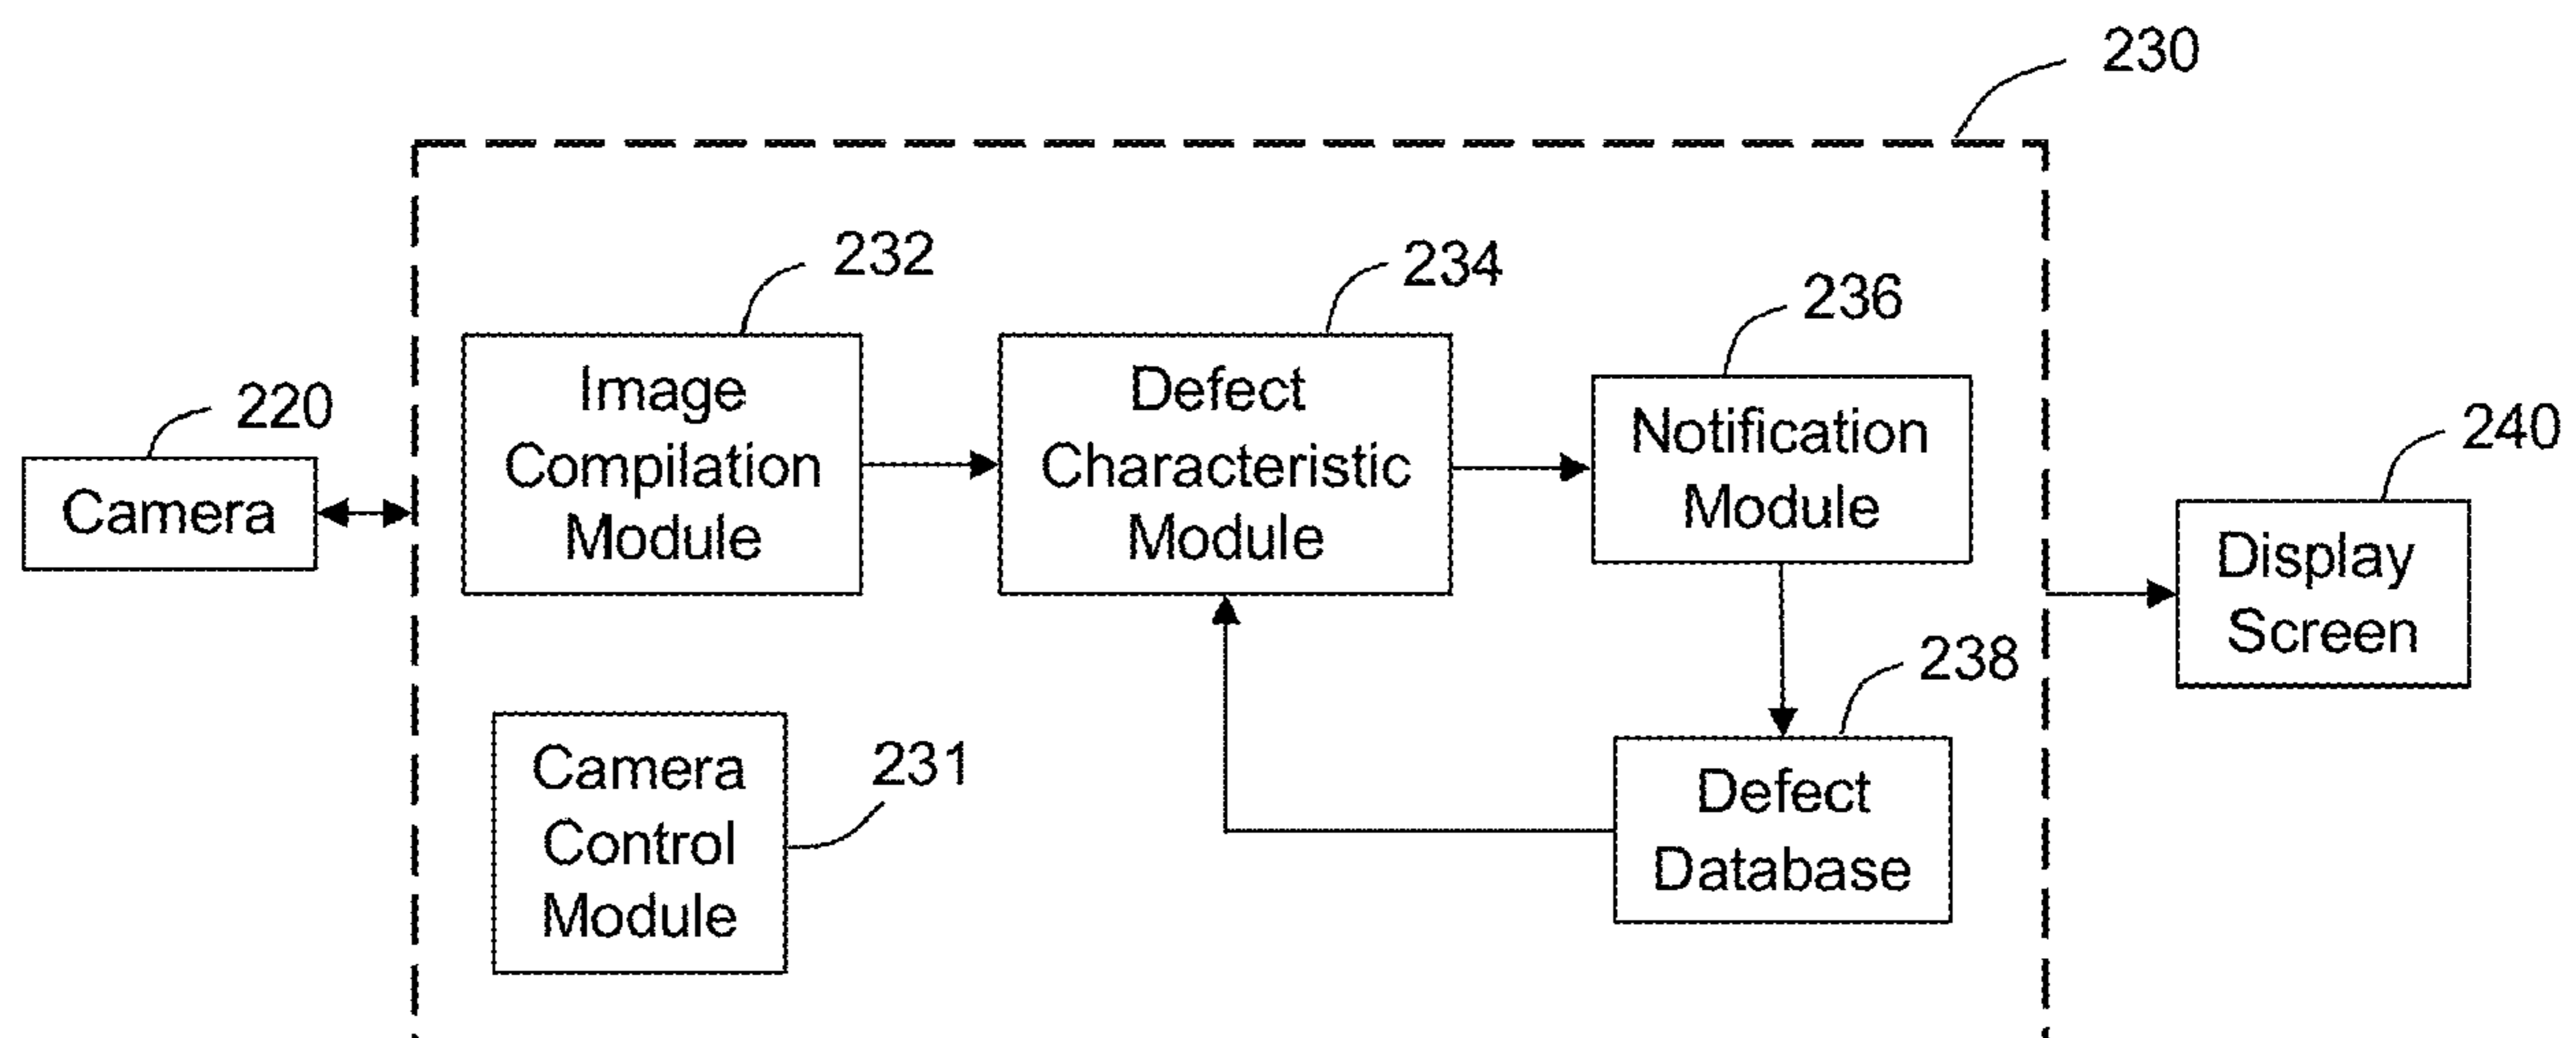 230
232
234
236
220
240
Image
Compilation
Module
Defect
Characteristic
Module
Notification
Module
Camera
Display
Screen
238
231
Camera
Control
Module
Defect
Database